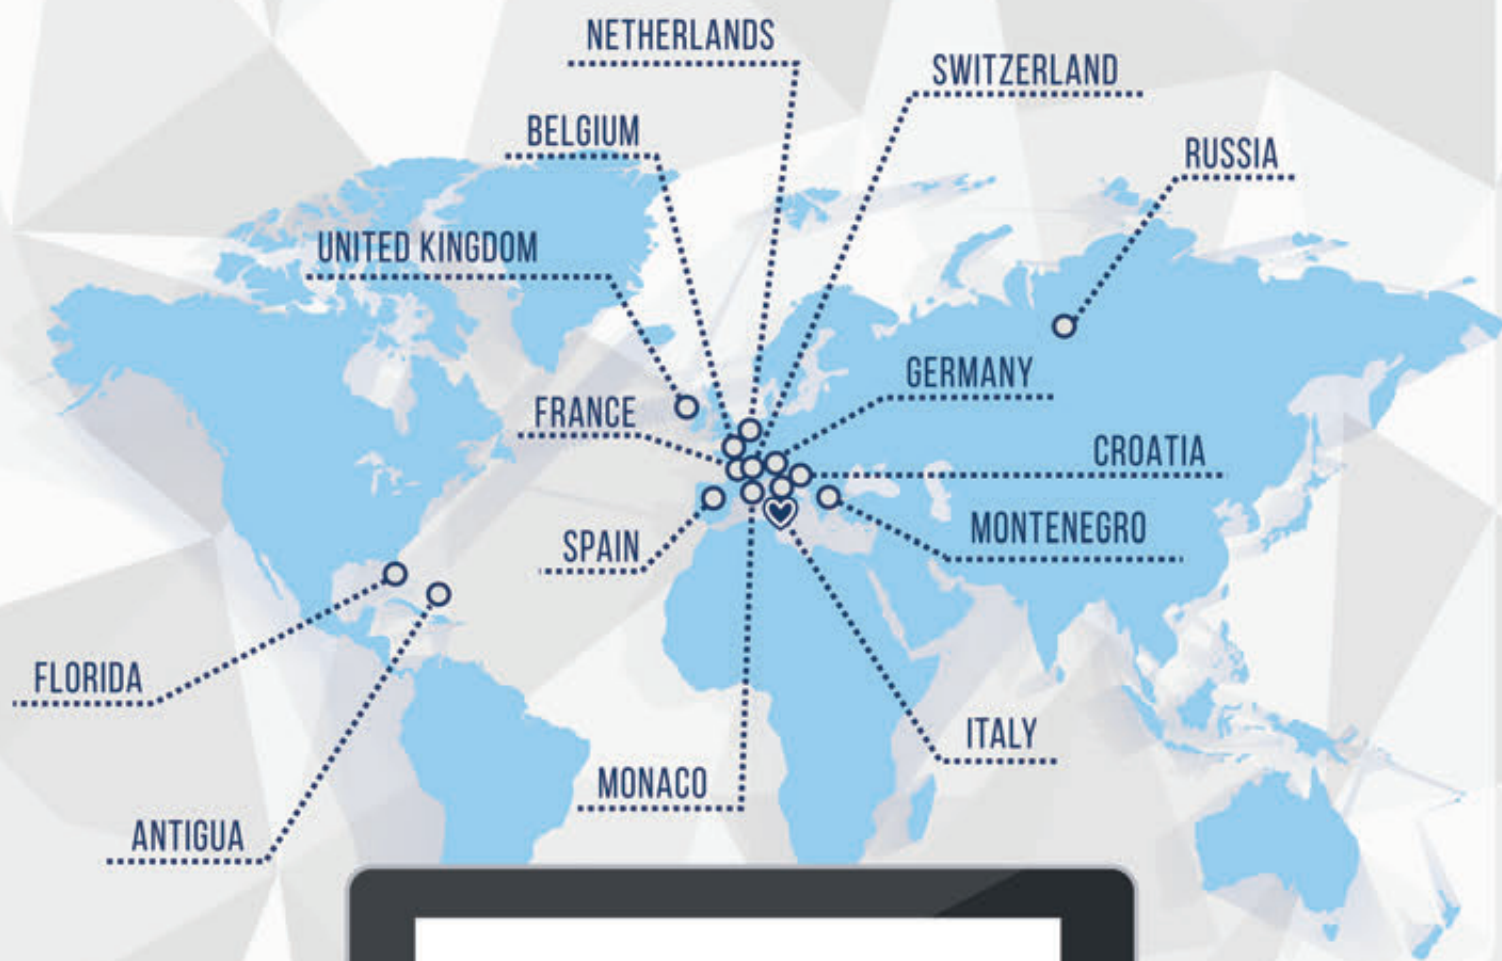 NETHERLANDS
SWITZERLAND
BELGIUM
RUSSIA
UNITED KINGDOM
GERMANY
FRANCE
CROATIA
MONTENEGRO
SPAIN
FLORIDA
ITALY
MONACO
ANTIGUA